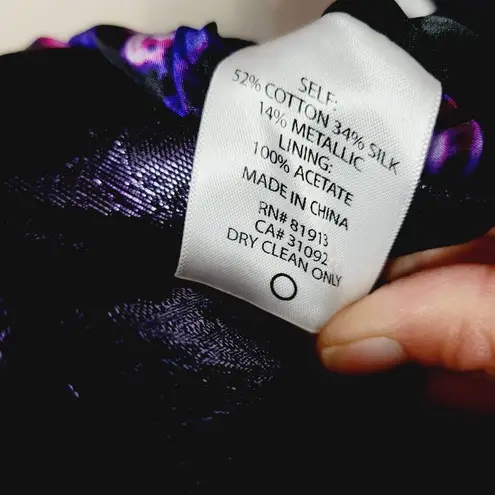 SELF:
52% COTTON 34% SILK
14% METALLIC
LINING:
100% ACETATE
MADE IN CHINA
RN# 81913
CA# 31092
DRY CLEAN ONLY